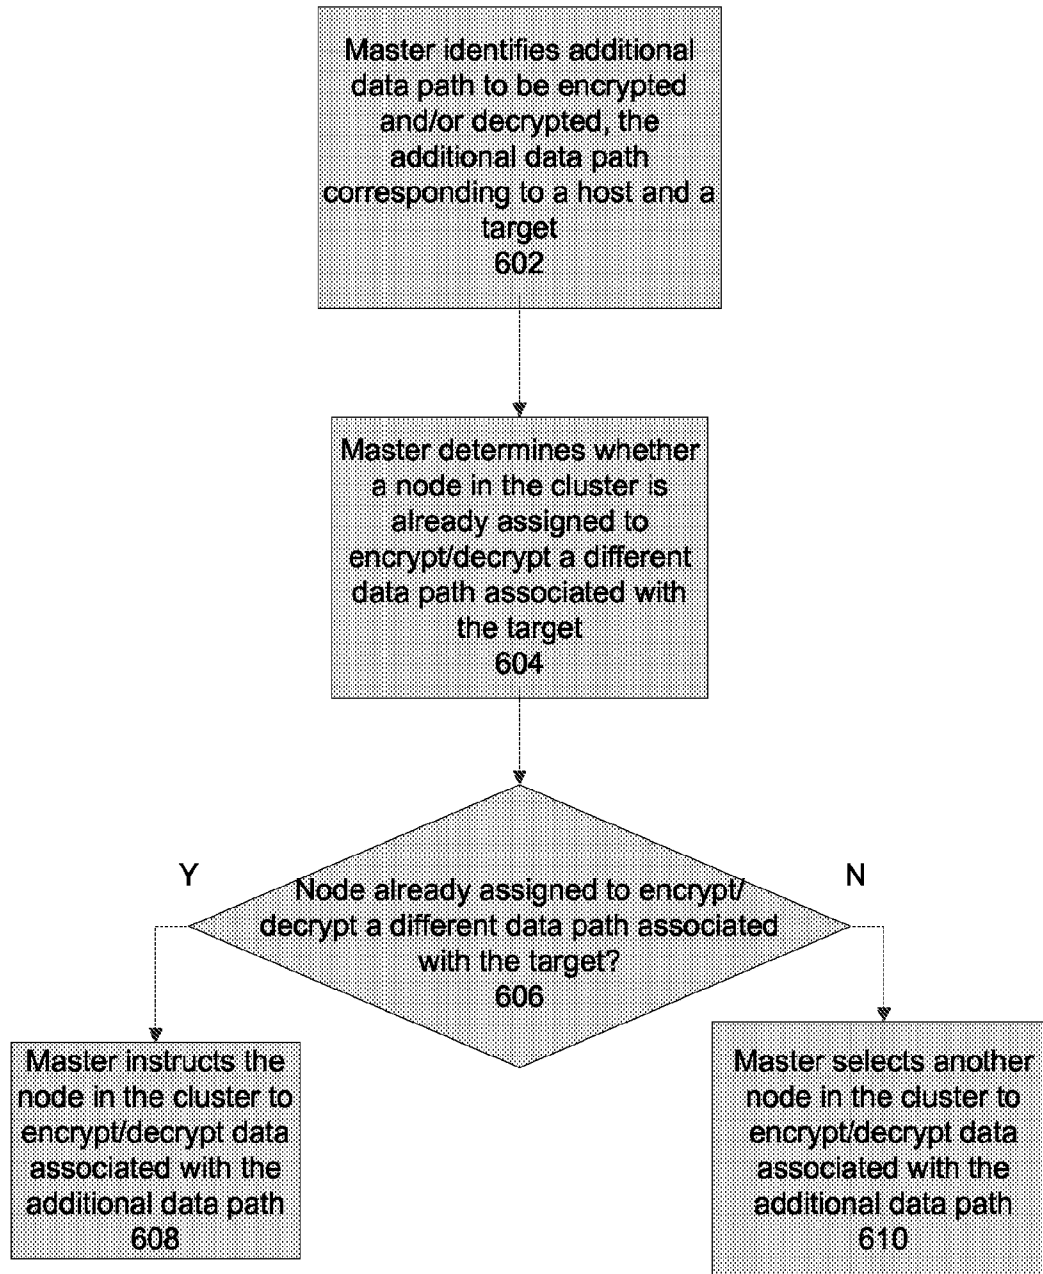 Master identifies additional
data path to be encrypted
and/or decrypted, the
additional data path
corresponding to a host and a
target
602
Master determines whether
a node in the cluster is
already assigned to
encrypt/decrypt a different
data path associated with
the target
604
Y
N
Node already assigned to encrypt/
decrypt a different data path associated
with the target?
606
Master instructs the
node in the cluster to
encrypt/decrypt data
associated with the
additional data path
608
Master selects another
node in the cluster to
encrypt/decrypt data
associated with the
additional data path
610